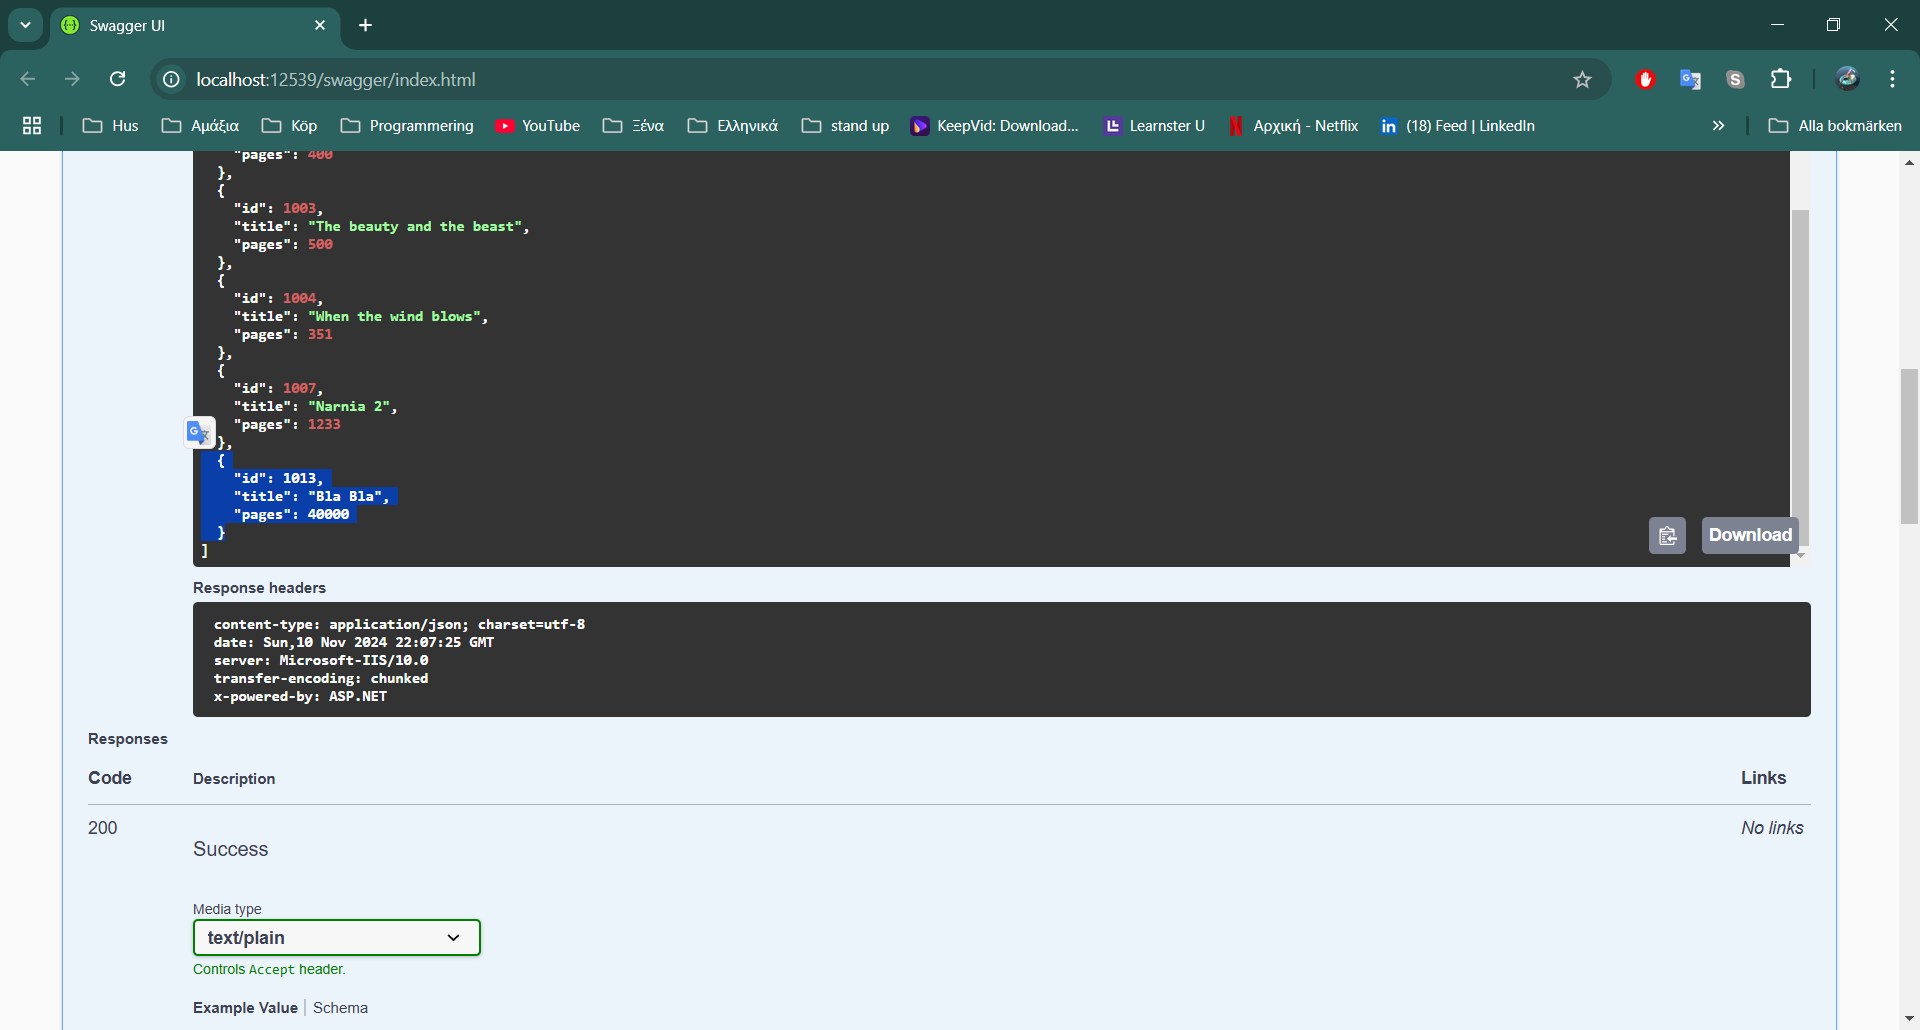 Swagger UI
localhost:12539/swagger/index.html
Hus
Αμάξια
Köp
Programmering
YouTube
Ξένα
Ελληνικά
stand up
KeepVid: Download...
Learnster U
Αρχική - Netflix
(18) Feed | LinkedIn
»
Alla bokmärken
"pages": 400
},
{
"id": 1003,
"title": "The beauty and the beast",
"pages": 500
},
{
"id": 1004,
"title": "When the wind blows",
"pages": 351
},
{
"id": 1007,
"title": "Narnia 2",
"pages": 1233
},
{
"id": 1013,
"title": "Bla Bla",
"pages": 40000
}
]
Download
Response headers
content-type: application/json; charset=utf-8
date: Sun,10 Nov 2024 22:07:25 GMT
server: Microsoft-IIS/10.0
transfer-encoding: chunked
x-powered-by: ASP.NET
Responses
Code Description Links
200 No links
Success
Media type
text/plain
Controls Accept header.
Example Value | Schema